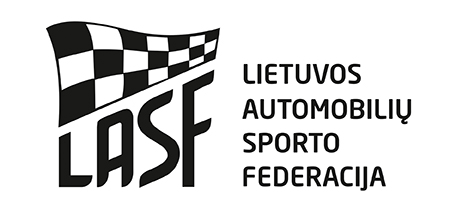 LASF
LIETUVOS
AUTOMOBILIŲ
SPORTO
FEDERACIJA